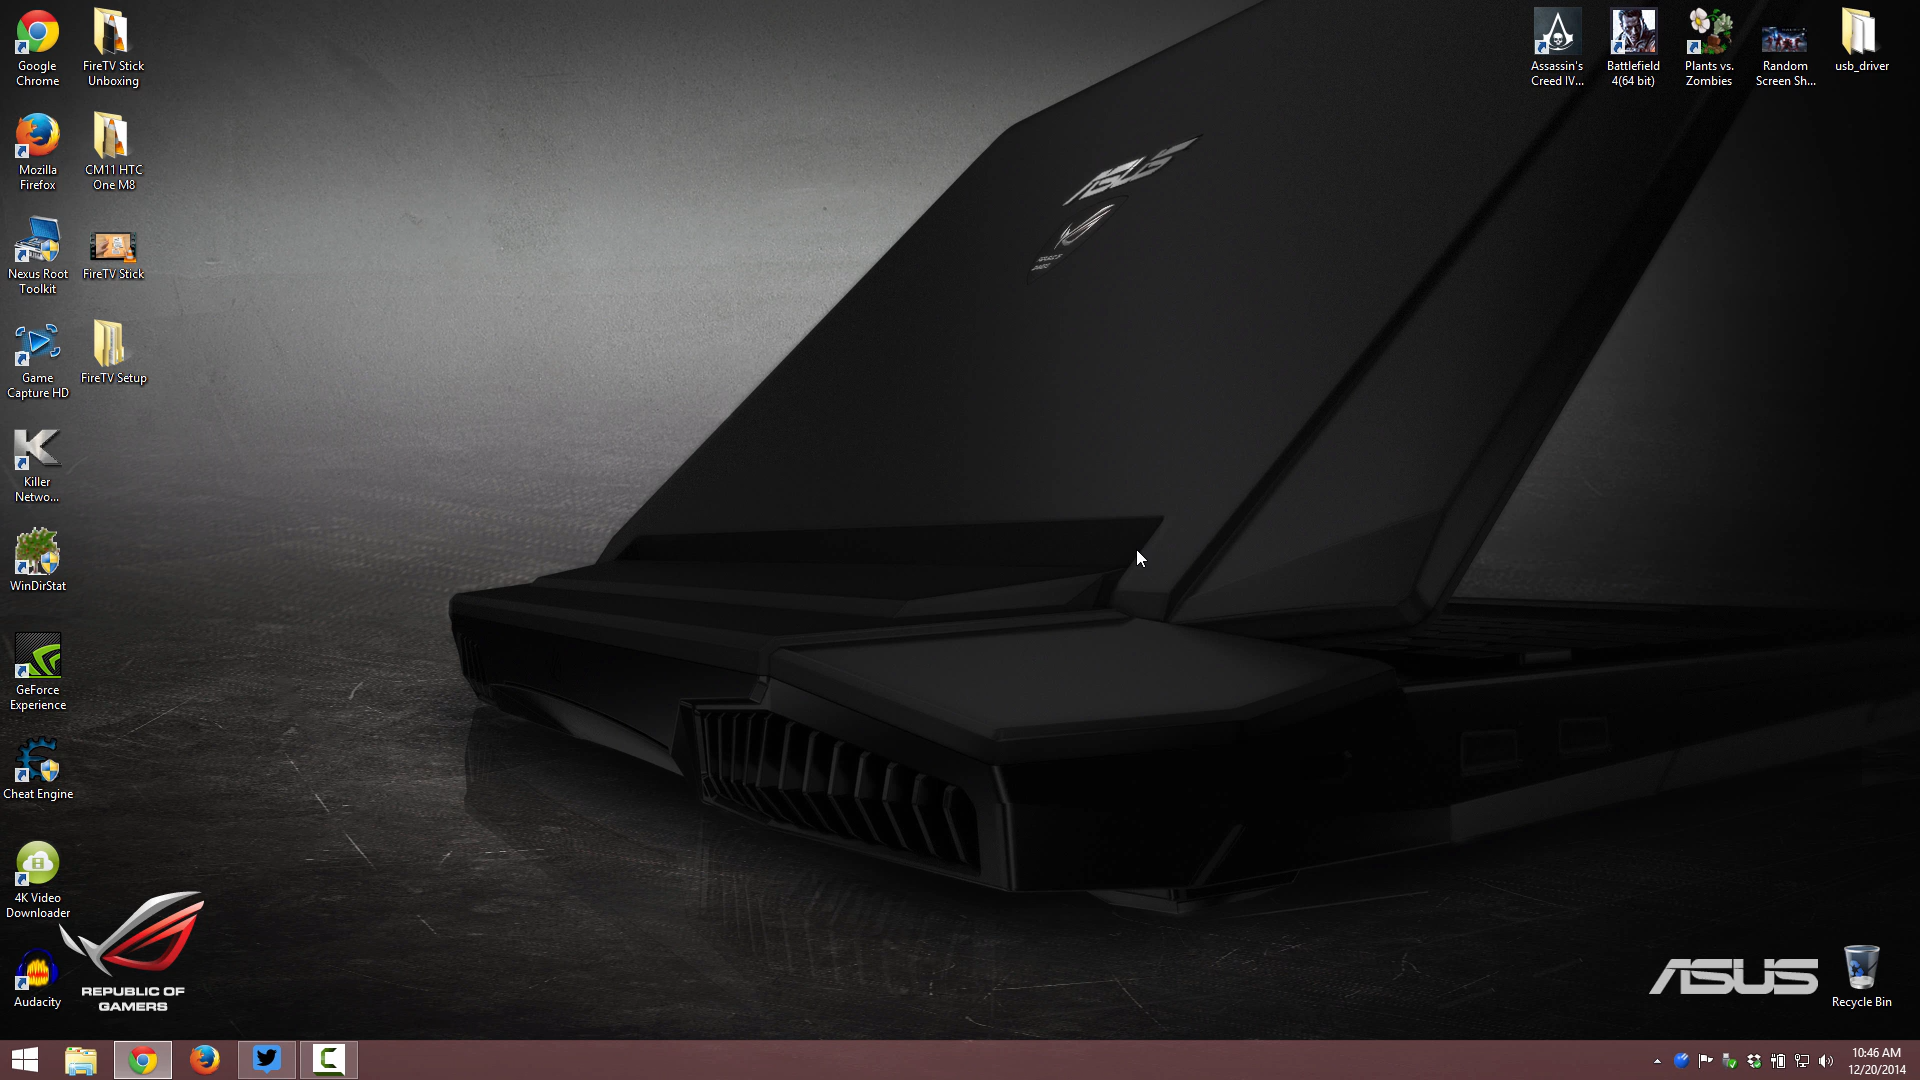 Google
Chrome
FireTV Stick
Unboxing
Assassin's
Creed IV...
Battlefield
4(64 bit)
Plants vs.
Zombies
Random
Screen Sh...
usb_driver
Mozilla
Firefox
CM11 HTC
One M8
ASUS
Nexus Root
Toolkit
FireTV Stick
Game
Capture HD
FireTV Setup
Killer
Netwo...
WinDirStat
GeForce
Experience
Cheat Engine
4K Video
Downloader
Audacity
REPUBLIC OF
GAMERS
ASUS
Recycle Bin
10:46 AM
12/20/2014